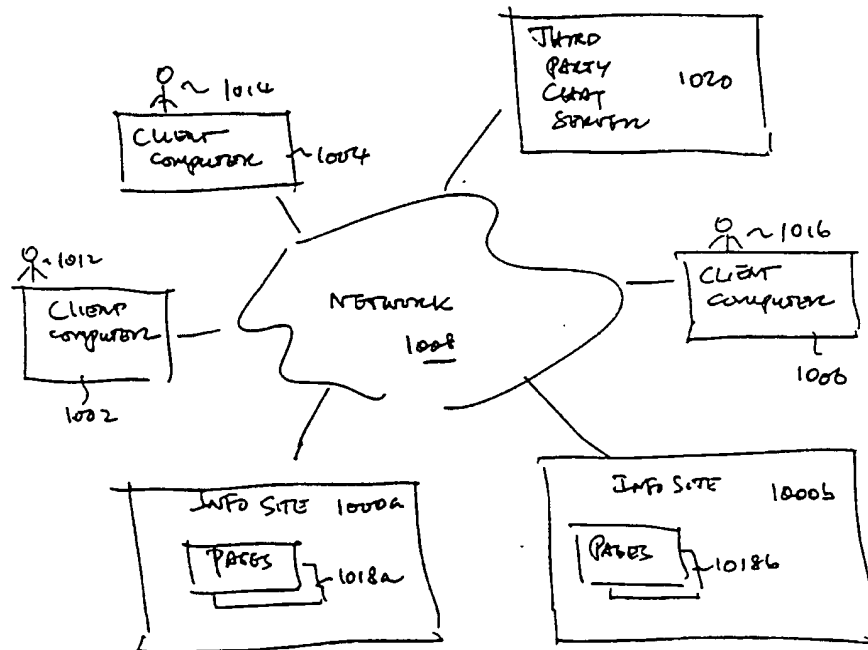 THIRD
PARTY
CHAT
SERVER
1020
1014
CLIENT
COMPUTER
1004
1012
CLIENT
COMPUTER
1002
NETWORK
1008
1016
CLIENT
COMPUTER
1006
INFO SITE 1000a
PAGES
1018a
INFO SITE 1000b
PAGES
1018b